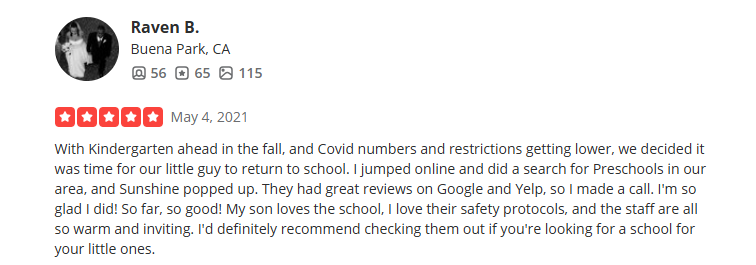 Raven B.
Buena Park, CA
56 65 115
May 4, 2021
With Kindergarten ahead in the fall, and Covid numbers and restrictions getting lower, we decided it
was time for our little guy to return to school. I jumped online and did a search for Preschools in our
area, and Sunshine popped up. They had great reviews on Google and Yelp, so I made a call. I'm so
glad I did! So far, so good! My son loves the school, I love their safety protocols, and the staff are all
so warm and inviting. I'd definitely recommend checking them out if you're looking for a school for
your little ones.